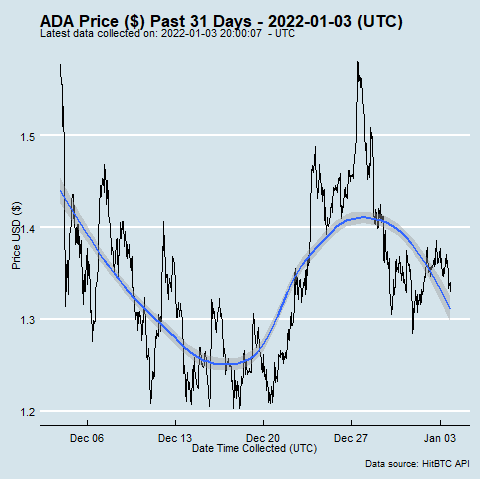 ADA Price ($) Past 31 Days - 2022-01-03 (UTC)
Latest data collected on: 2022-01-03 20:00:07 - UTC
1.5
1.4
1.3
1.2
Price USD ($)
Dec 06 Dec 13 Dec 20 Dec 27 Jan 03
Date Time Collected (UTC)
Data source: HitBTC API